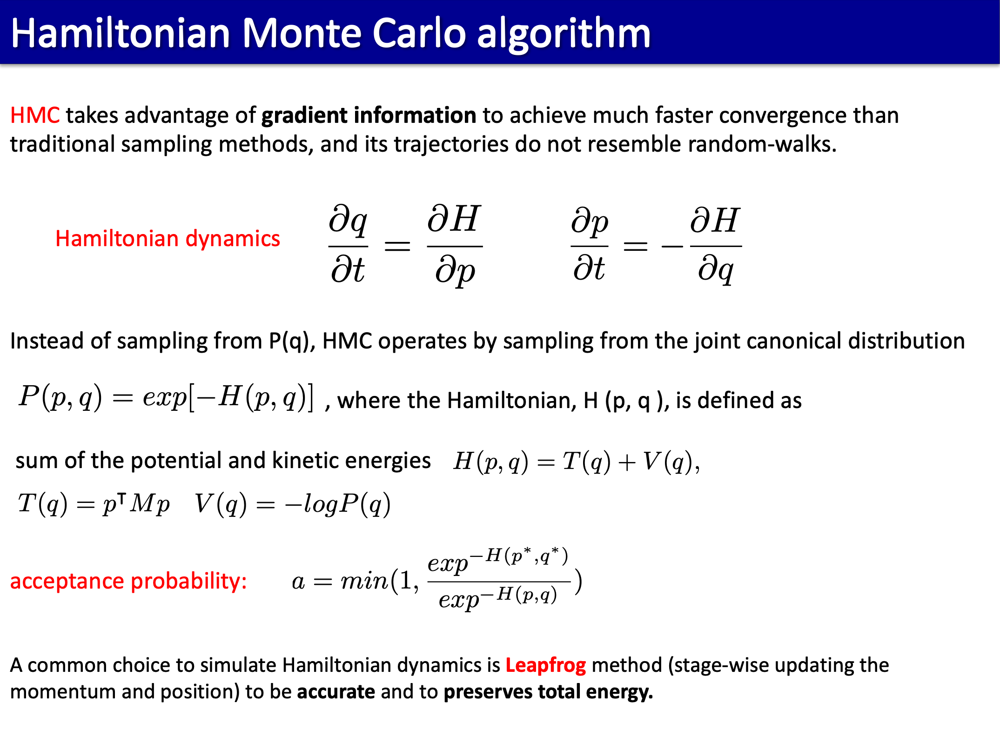 Hamiltonian Monte Carlo algorithm
HMC takes advantage of gradient information to achieve much faster convergence than
traditional sampling methods, and its trajectories do not resemble random-walks.
Hamiltonian dynamics ∂q/∂t = ∂H/∂p ∂p/∂t = −∂H/∂q
Instead of sampling from P(q), HMC operates by sampling from the joint canonical distribution
P(p, q) = exp[−H(p, q)] , where the Hamiltonian, H (p, q ), is defined as
sum of the potential and kinetic energies H(p, q) = T(q) + V(q),
T(q) = p^⊤Mp V(q) = −logP(q)
acceptance probability: a = min(1, exp^{−H(p*,q*)}/exp^{−H(p,q)})
A common choice to simulate Hamiltonian dynamics is Leapfrog method (stage-wise updating the
momentum and position) to be accurate and to preserves total energy.